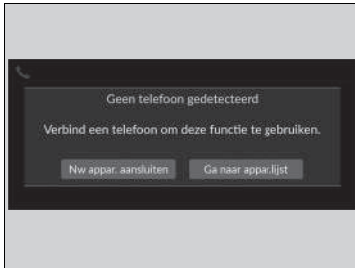 Geen telefoon gedetecteerd
Verbind een telefoon om deze functie te gebruiken.
Nw appar. aansluiten
Ga naar appar.lijst